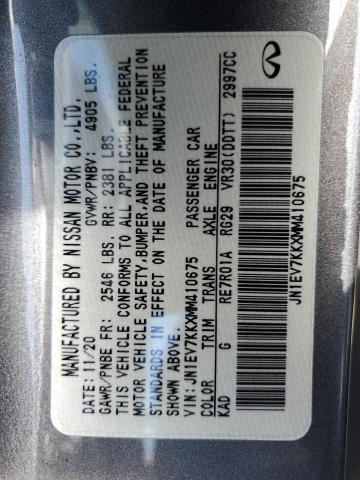 MANUFACTURED BY NISSAN MOTOR CO.,LTD.
GVWR/PNBV: 4905 LBS.
DATE: 11/20
GAWR/PNBE FR: 2546 LBS. RR: 2381 LBS.
THIS VEHICLE CONFORMS TO ALL APPLICABLE FEDERAL
MOTOR VEHICLE SAFETY,BUMPER,AND THEFT PREVENTION
STANDARDS IN EFFECT ON THE DATE OF MANUFACTURE
SHOWN ABOVE.
VIN: JN1EV7KKXMM410675 PASSENGER CAR
COLOR TRIM TRANS AXLE ENGINE
KAD G RE7R01A RG29 VR30(DDTT) 2997CC
JN1EV7KKXMM410675